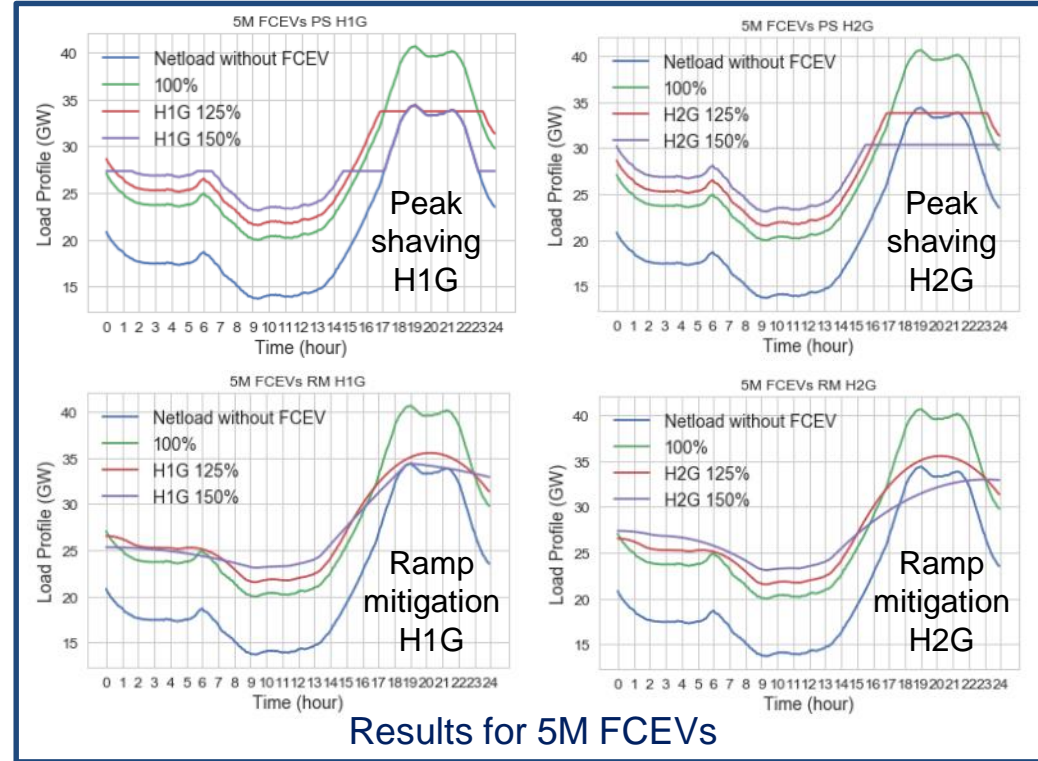 5M FCEVs PS H1G
Load Profile (GW)
40
35
30
25
20
15
Netload without FCEV
100%
H1G 125%
H1G 150%
Peak
shaving
H1G
0 1 2 3 4 5 6 7 8 9 10 11 12 13 14 15 16 17 18 19 20 21 22 23 24
Time (hour)
5M FCEVs PS H2G
Load Profile (GW)
40
35
30
25
20
15
Netload without FCEV
100%
H2G 125%
H2G 150%
Peak
shaving
H2G
0 1 2 3 4 5 6 7 8 9 10 11 12 13 14 15 16 17 18 19 20 21 22 23 24
Time (hour)
5M FCEVs RM H1G
Load Profile (GW)
40
35
30
25
20
15
Netload without FCEV
100%
H1G 125%
H1G 150%
Ramp
mitigation
H1G
0 1 2 3 4 5 6 7 8 9 10 11 12 13 14 15 16 17 18 19 20 21 22 23 24
Time (hour)
5M FCEVs RM H2G
Load Profile (GW)
40
35
30
25
20
15
Netload without FCEV
100%
H2G 125%
H2G 150%
Ramp
mitigation
H2G
0 1 2 3 4 5 6 7 8 9 10 11 12 13 14 15 16 17 18 19 20 21 22 23 24
Time (hour)
Results for 5M FCEVs